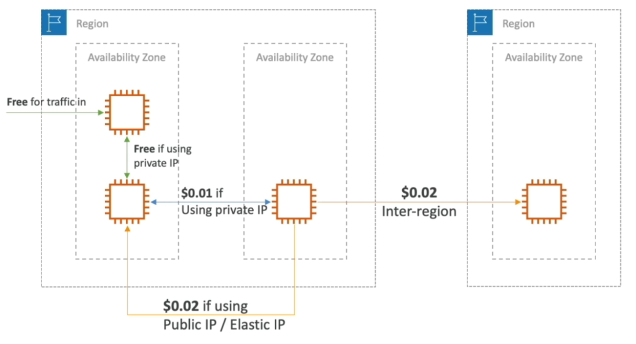 Region
Region
Availability Zone
Availability Zone
Availability Zone
Free for traffic in
Free if using
private IP
$0.01 if
Using private IP
$0.02
Inter-region
$0.02 if using
Public IP / Elastic IP